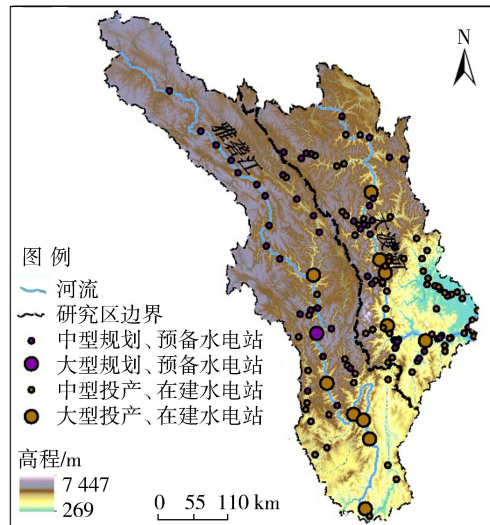 N
雅砻江
大渡河
图 例
河流
研究区边界
中型规划、预备水电站
大型规划、预备水电站
中型投产、在建水电站
大型投产、在建水电站
高程/m
7 447
269
0 55 110 km